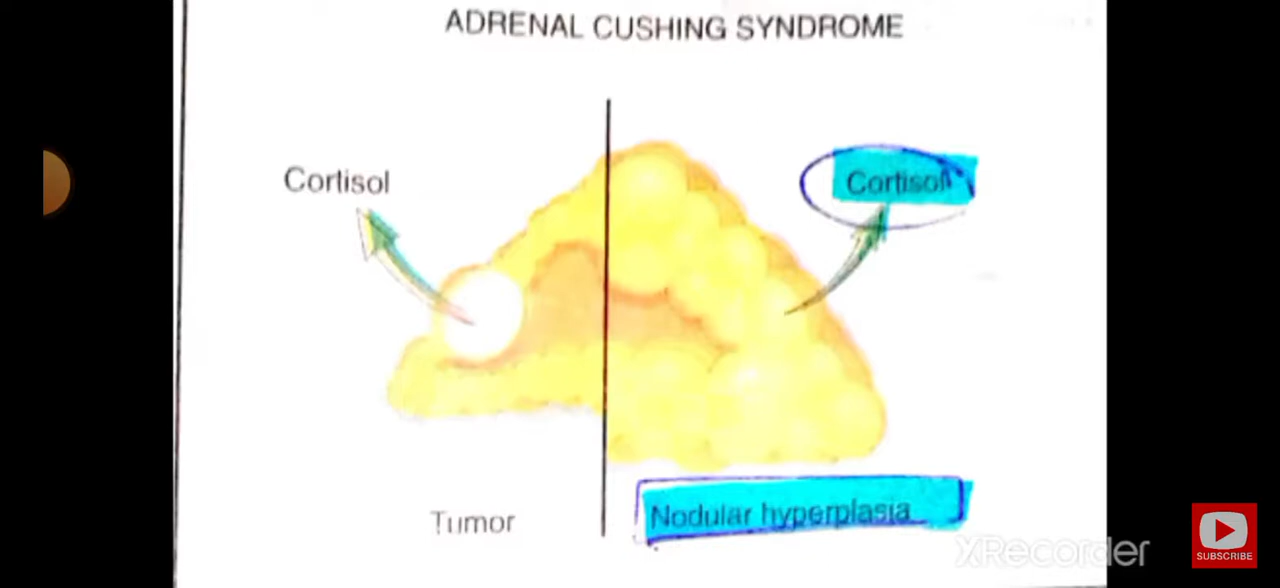 ADRENAL CUSHING SYNDROME
Cortisol
Cortisol
Tumor
Nodular hyperplasia
XRecorder
SUBSCRIBE